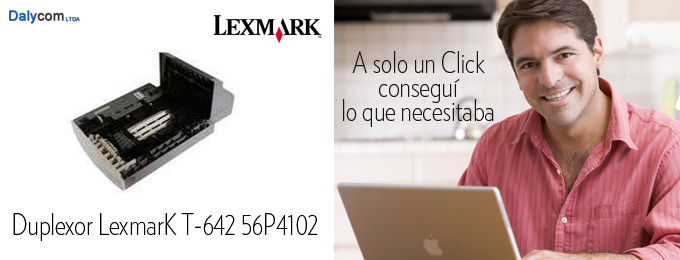 Dalycom LTDA
LEXMARK
A solo un Click
conseguí
lo que necesitaba
Duplexor LexmarK T-642 56P4102